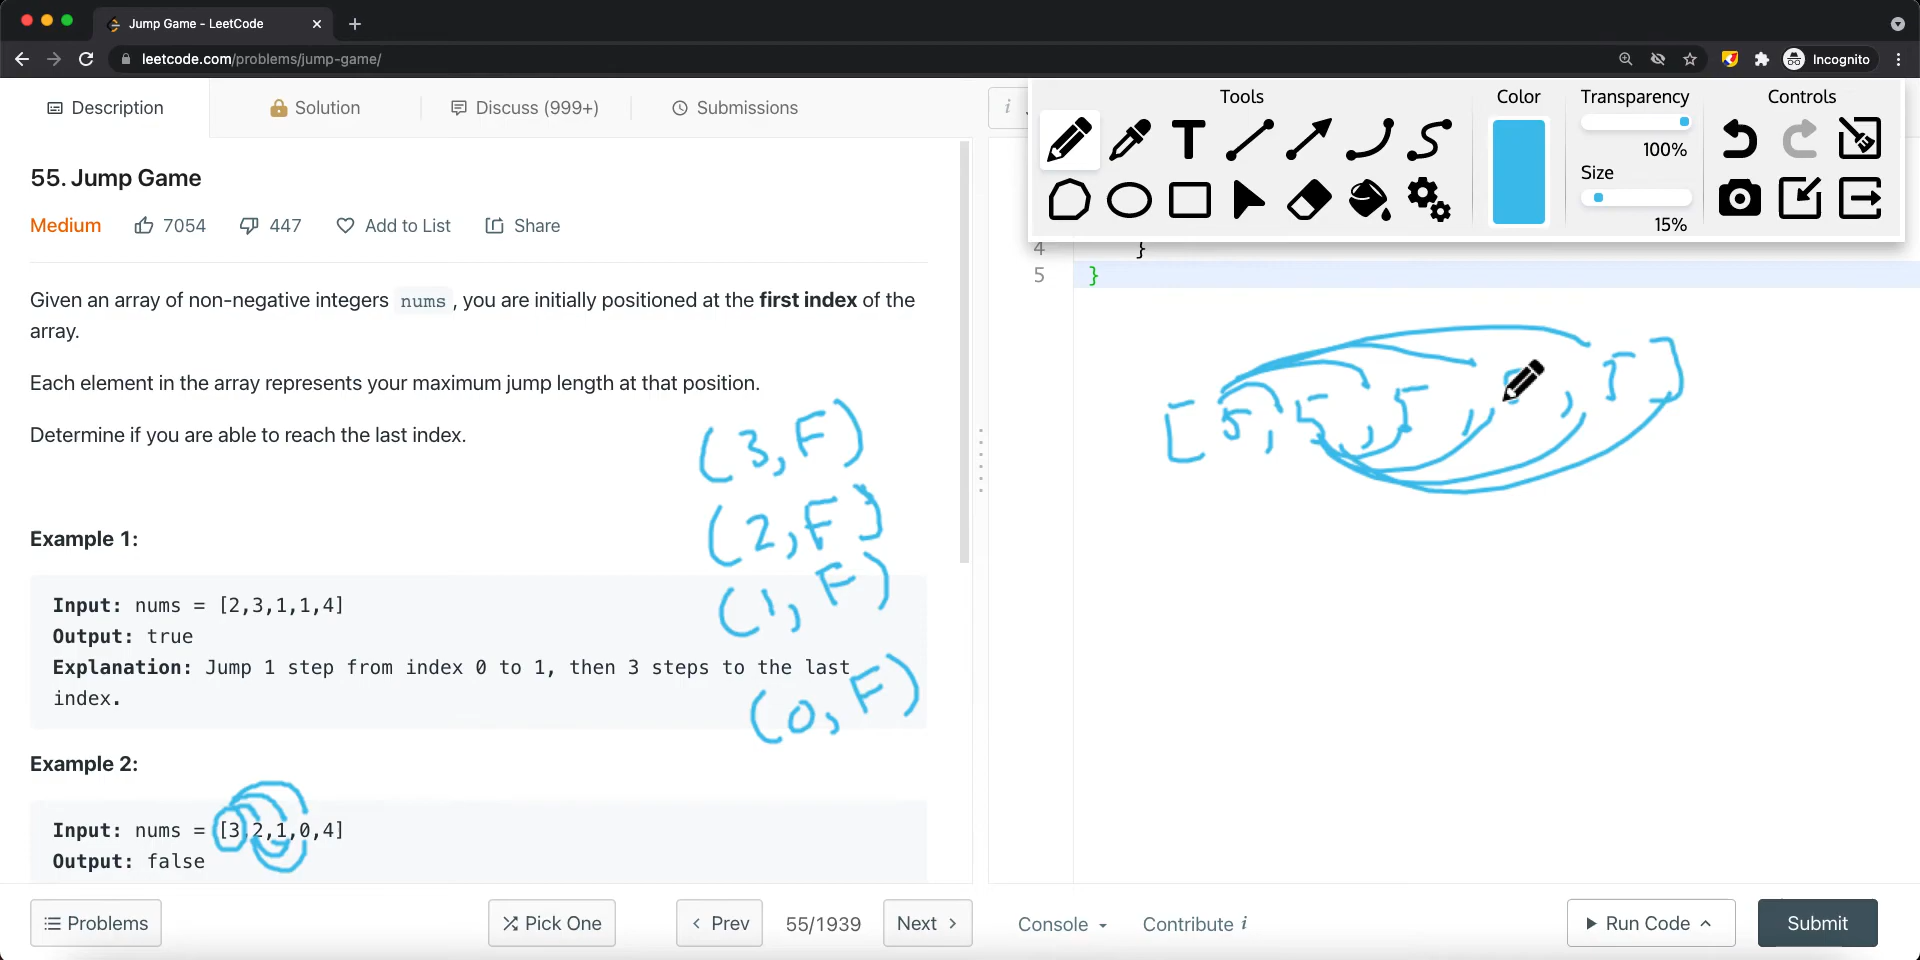 Jump Game - LeetCode
leetcode.com/problems/jump-game/
Incognito
Description
Solution
Discuss (999+)
Submissions
i
Tools
Color
Transparency
Controls
100%
Size
15%
55. Jump Game
Medium
7054
447
Add to List
Share
4 }
5 }
Given an array of non-negative integers nums , you are initially positioned at the first index of the
array.
Each element in the array represents your maximum jump length at that position.
Determine if you are able to reach the last index.
(3, F)
(2, F)
(1, F)
(0, F)
[5, 5, 5, , 5]
Example 1:
Input: nums = [2,3,1,1,4]
Output: true
Explanation: Jump 1 step from index 0 to 1, then 3 steps to the last
index.
Example 2:
Input: nums = [3,2,1,0,4]
Output: false
Problems
Pick One
Prev
55/1939
Next
Console
Contribute i
Run Code
Submit